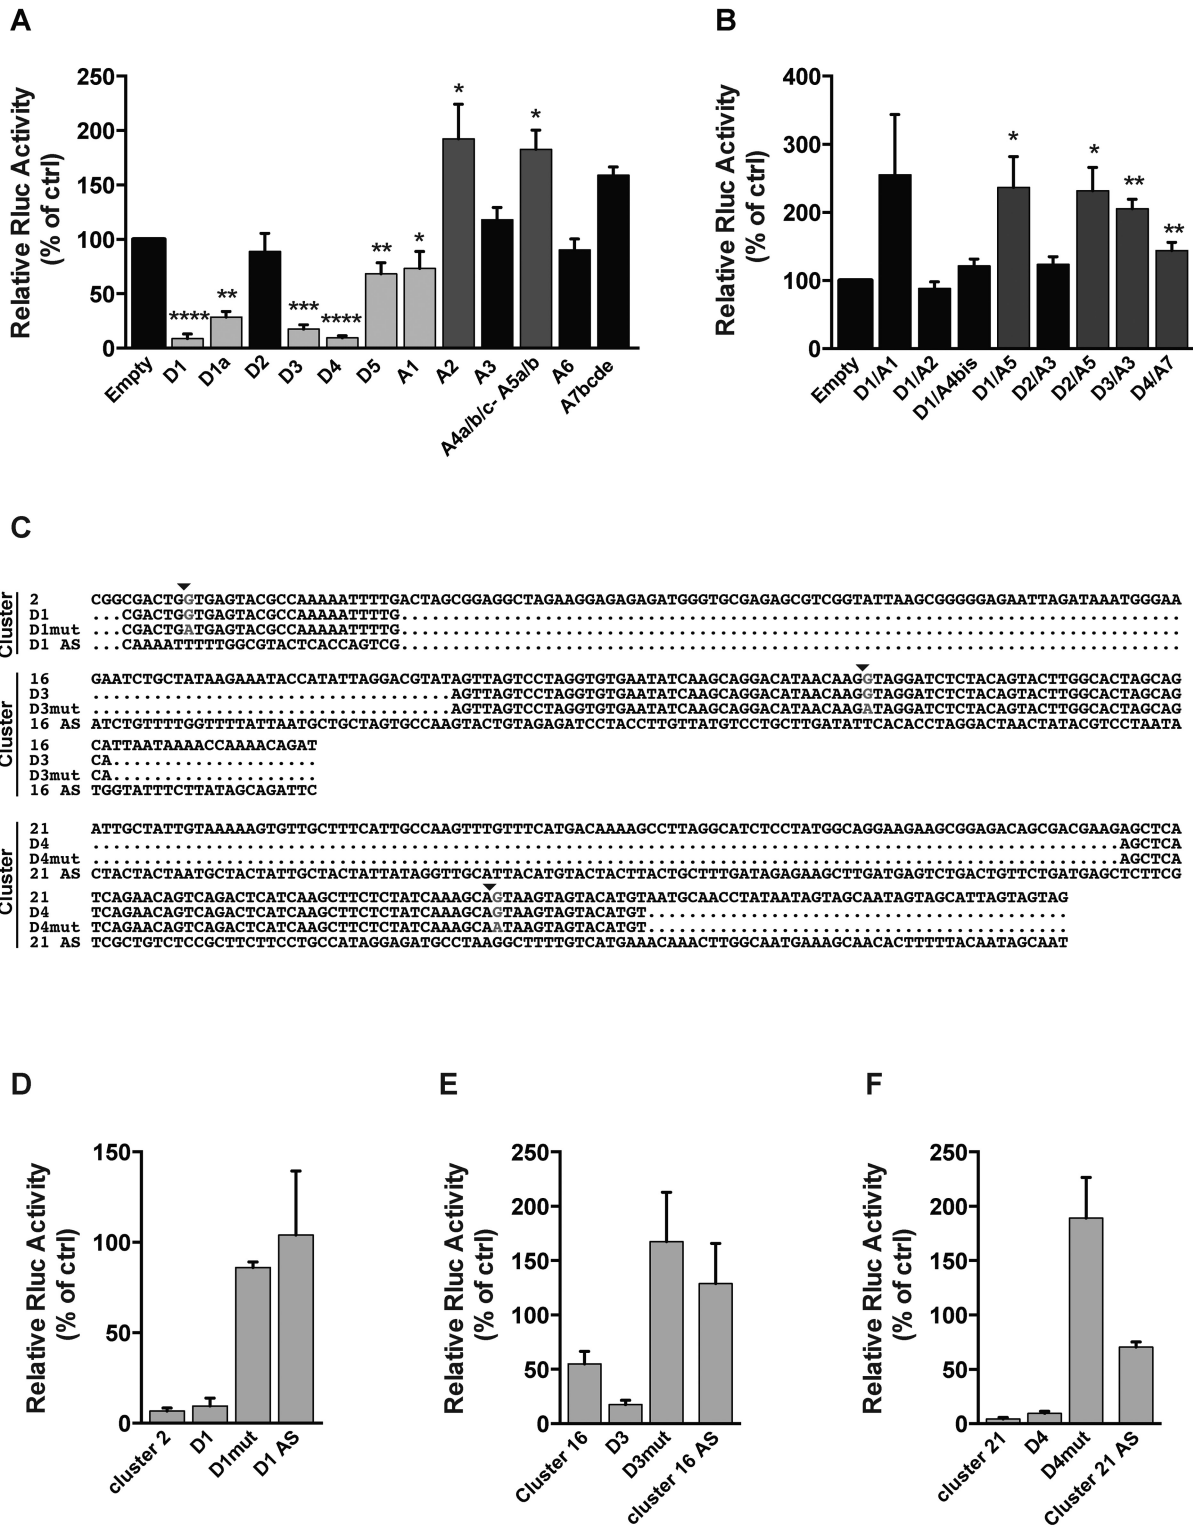 A
Relative Rluc Activity
(% of ctrl)
250
200
150
100
50
0
****
**
***
****
**
*
*
*
Empty
D1
D1a
D2
D3
D4
D5
A1
A2
A3
A4a/b/c- A5a/b
A6
A7bcde
B
Relative Rluc Activity
(% of ctrl)
400
300
200
100
0
*
*
**
**
Empty
D1/A1
D1/A2
D1/A4bis
D1/A5
D2/A3
D2/A5
D3/A3
D4/A7
C
Cluster
2 CGGCGACTGGTGAGTACGCCAAAAATTTTGACTAGCGGAGGCTAGAAGGAGAGAGATGGGTGCGAGAGCGTCGGTATTAAGCGGGGGAGAATTAGATAAATGGGAA
D1 ...CGACTGGTGAGTACGCCAAAAATTTTG............................................................................
D1mut ...CGACTGATGAGTACGCCAAAAATTTTG............................................................................
D1 AS ...CAAAATTTTTGGCGTACTCACCAGTCG............................................................................
Cluster
16 GAATCTGCTATAAGAAATACCATATTAGGACGTATAGTTAGTCCTAGGTGTGAATATCAAGCAGGACATAACAAGGTAGGATCTCTACAGTACTTGGCACTAGCAG
D3 ...................................AGTTAGTCCTAGGTGTGAATATCAAGCAGGACATAACAAGGTAGGATCTCTACAGTACTTGGCACTAGCAG
D3mut ...................................AGTTAGTCCTAGGTGTGAATATCAAGCAGGACATAACAAGATAGGATCTCTACAGTACTTGGCACTAGCAG
16 AS ATCTGTTTTGGTTTTATTAATGCTGCTAGTGCCAAGTACTGTAGAGATCCTACCTTGTTATGTCCTGCTTGATATTCACACCTAGGACTAACTATACGTCCTAATA
16 CATTAATAAAACCAAAACAGAT
D3 CA....................
D3mut CA....................
16 AS TGGTATTTCTTATAGCAGATTC
Cluster
21 ATTGCTATTGTAAAAAGTGTTGCTTTCATTGCCAAGTTTGTTTCATGACAAAAGCCTTAGGCATCTCCTATGGCAGGAAGAAGCGGAGACAGCGACGAAGAGCTCA
D4 ....................................................................................................AGCTCA
D4mut ....................................................................................................AGCTCA
21 AS CTACTACTAATGCTACTATTGCTACTATTATAGGTTGCATTACATGTACTACTTACTGCTTTGATAGAGAAGCTTGATGAGTCTGACTGTTCTGATGAGCTCTTCG
21 TCAGAACAGTCAGACTCATCAAGCTTCTCTATCAAAGCAGTAAGTAGTACATGTAATGCAACCTATAATAGTAGCAATAGTAGCATTAGTAGTAG
D4 TCAGAACAGTCAGACTCATCAAGCTTCTCTATCAAAGCAGTAAGTAGTACATGT.........................................
D4mut TCAGAACAGTCAGACTCATCAAGCTTCTCTATCAAAGCAATAAGTAGTACATGT.........................................
21 AS TCGCTGTCTCCGCTTCTTCCTGCCATAGGAGATGCCTAAGGCTTTTGTCATGAAACAAACTTGGCAATGAAAGCAACACTTTTTACAATAGCAAT
D
Relative Rluc Activity
(% of ctrl)
150
100
50
0
cluster 2
D1
D1mut
D1 AS
E
Relative Rluc Activity
(% of ctrl)
250
200
150
100
50
0
Cluster 16
D3
D3mut
cluster 16 AS
F
Relative Rluc Activity
(% of ctrl)
250
200
150
100
50
0
cluster 21
D4
D4mut
Cluster 21 AS